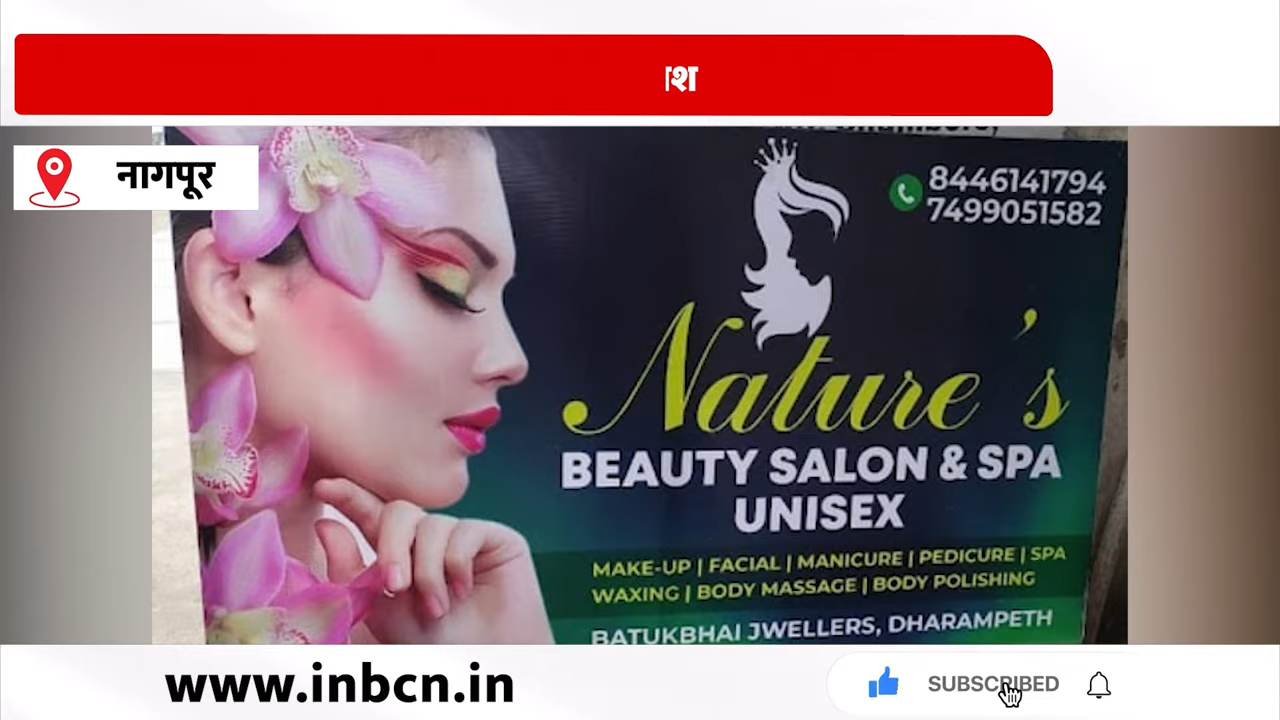 नागपूर
8446141794
7499051582
Nature's
BEAUTY SALON & SPA
UNISEX
MAKE-UP | FACIAL | MANICURE | PEDICURE | SPA
WAXING | BODY MASSAGE | BODY POLISHING
BATUKBHAI JWELLERS, DHARAMPETH
www.inbcn.in
SUBSCRIBED